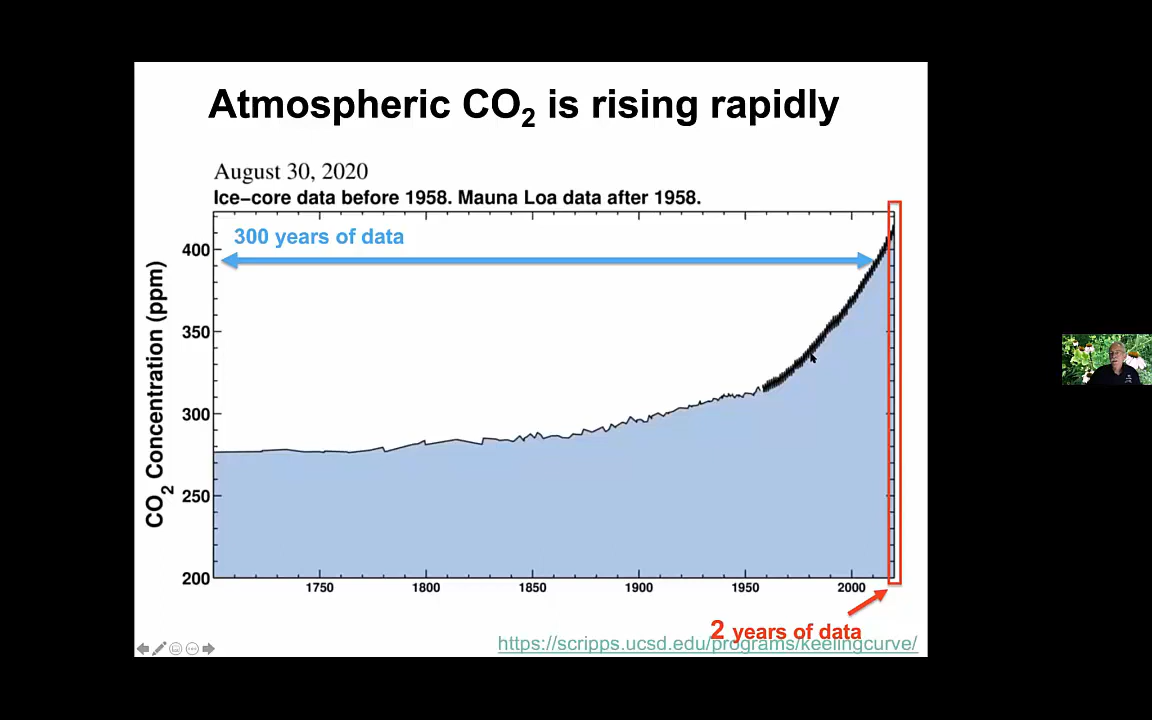 Atmospheric CO2 is rising rapidly
August 30, 2020
Ice-core data before 1958. Mauna Loa data after 1958.
300 years of data
CO2 Concentration (ppm)
400
350
300
250
200
1750 1800 1850 1900 1950 2000
2 years of data
https://scripps.ucsd.edu/programs/keelingcurve/